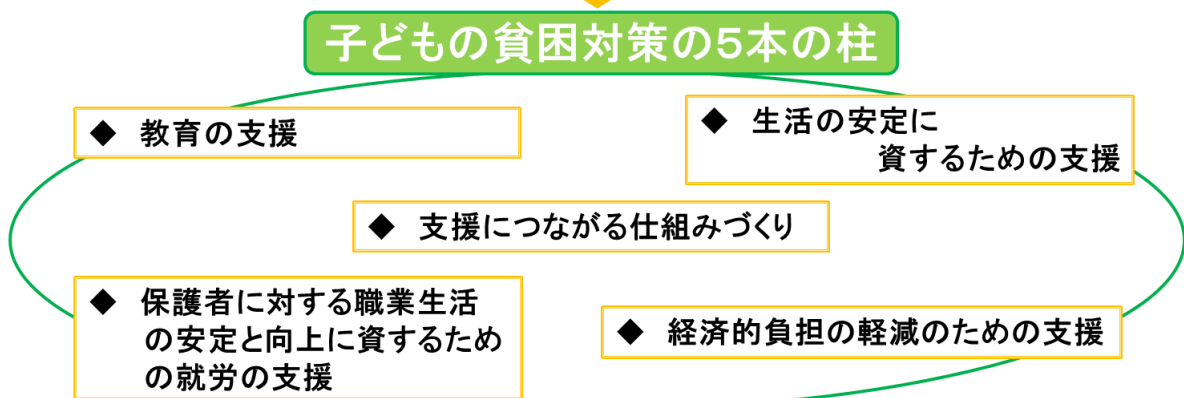 子どもの貧困対策の5本の柱
◆ 教育の支援
◆ 生活の安定に
資するための支援
◆ 支援につながる仕組みづくり
◆ 保護者に対する職業生活
の安定と向上に資するため
の就労の支援
◆ 経済的負担の軽減のための支援